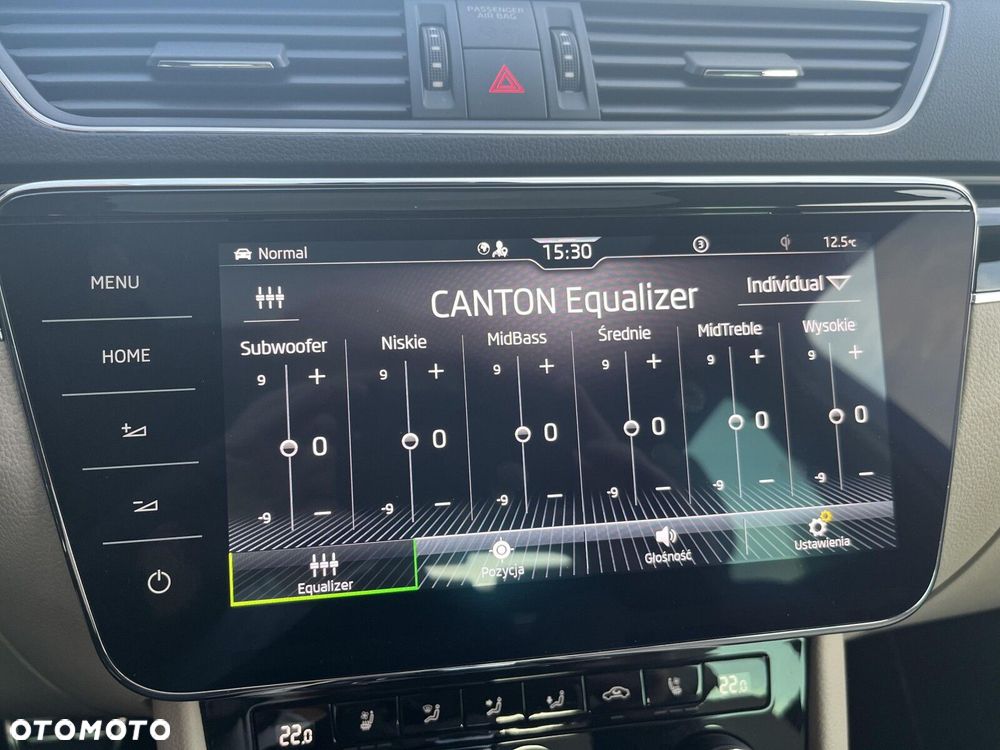 PASSENGER
AIR BAG
MENU
HOME
Normal
15:30
3
12.5°C
CANTON Equalizer
Individual
Subwoofer Niskie MidBass Średnie MidTreble Wysokie
9 + 9 + 9 + 9 + 9 + 9 +
0 0 0 0 0 0
-9 − -9 − -9 − -9 − -9 − -9 −
Equalizer Pozycja Głośność Ustawienia
22.0 22.0
OTOMOTO